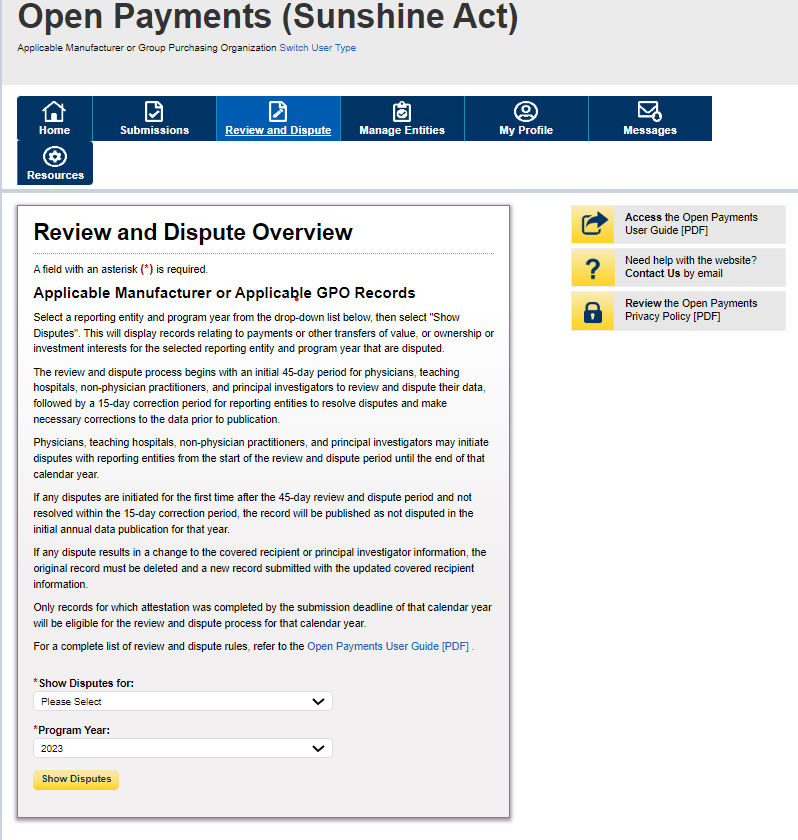 Open Payments (Sunshine Act)
Applicable Manufacturer or Group Purchasing Organization Switch User Type
Home
Submissions
Review and Dispute
Manage Entities
My Profile
Messages
Resources
Review and Dispute Overview
A field with an asterisk (*) is required.
Applicable Manufacturer or Applicable GPO Records
Select a reporting entity and program year from the drop-down list below, then select "Show
Disputes". This will display records relating to payments or other transfers of value, or ownership or
investment interests for the selected reporting entity and program year that are disputed.
The review and dispute process begins with an initial 45-day period for physicians, teaching
hospitals, non-physician practitioners, and principal investigators to review and dispute their data,
followed by a 15-day correction period for reporting entities to resolve disputes and make
necessary corrections to the data prior to publication.
Physicians, teaching hospitals, non-physician practitioners, and principal investigators may initiate
disputes with reporting entities from the start of the review and dispute period until the end of that
calendar year.
If any disputes are initiated for the first time after the 45-day review and dispute period and not
resolved within the 15-day correction period, the record will be published as not disputed in the
initial annual data publication for that year.
If any dispute results in a change to the covered recipient or principal investigator information, the
original record must be deleted and a new record submitted with the updated covered recipient
information.
Only records for which attestation was completed by the submission deadline of that calendar year
will be eligible for the review and dispute process for that calendar year.
For a complete list of review and dispute rules, refer to the Open Payments User Guide [PDF] .
*Show Disputes for:
Please Select
*Program Year:
2023
Show Disputes
Access the Open Payments
User Guide [PDF]
?
Need help with the website?
Contact Us by email
Review the Open Payments
Privacy Policy [PDF]